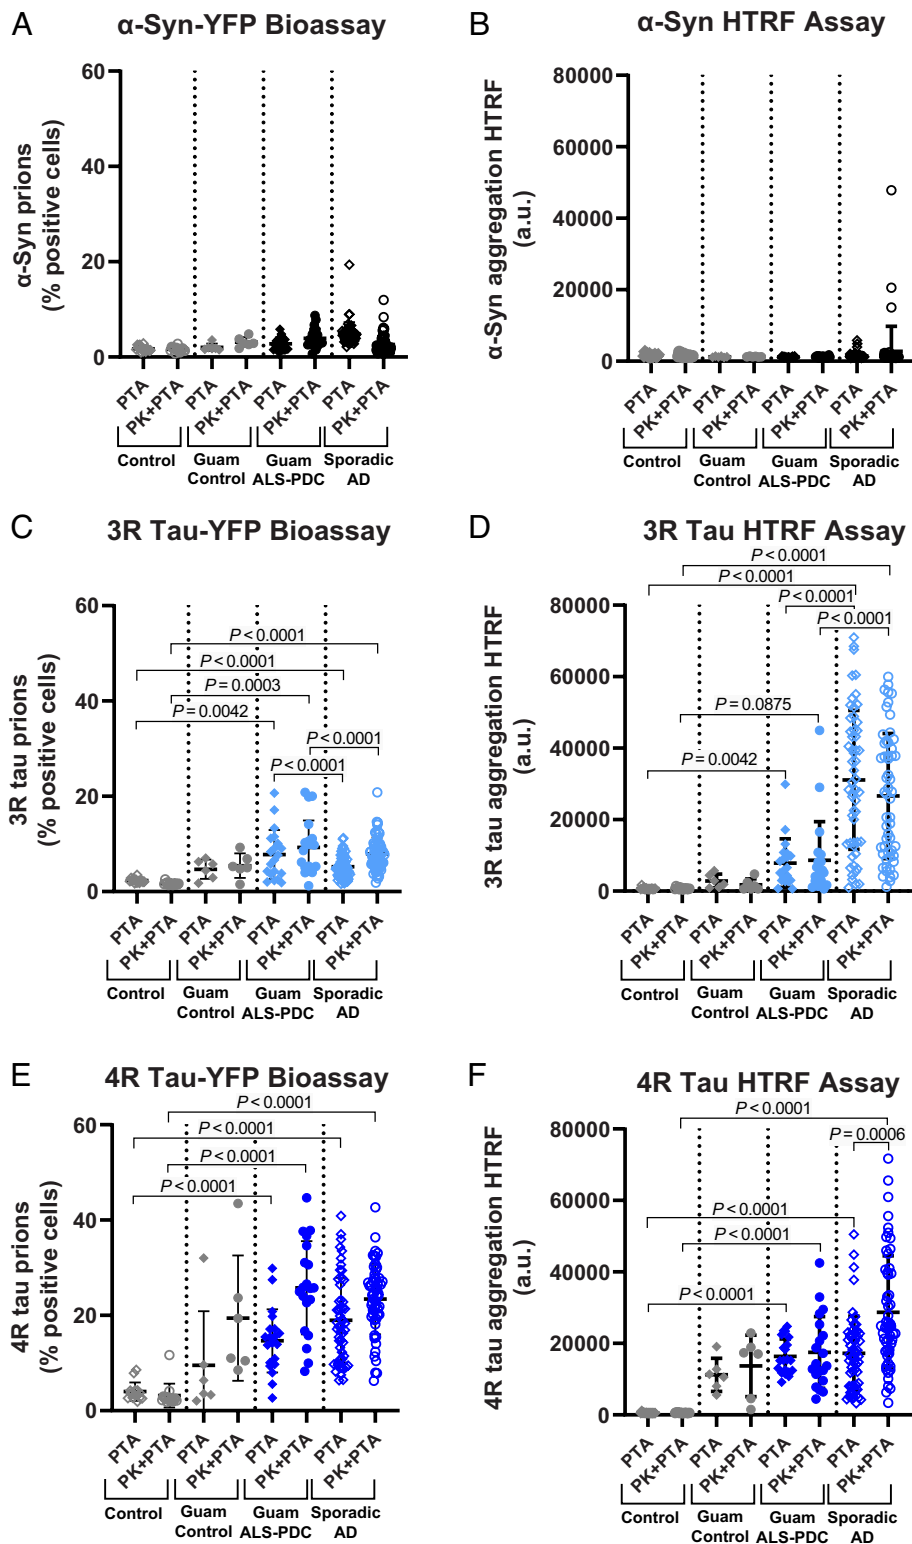 A
α-Syn-YFP Bioassay
α-Syn prions
(% positive cells)
60
40
20
0
PTA
PK+PTA
PTA
PK+PTA
PTA
PK+PTA
PTA
PK+PTA
Control
Guam
Control
Guam
ALS-PDC
Sporadic
AD
B
α-Syn HTRF Assay
α-Syn aggregation HTRF
(a.u.)
80000
60000
40000
20000
0
PTA
PK+PTA
PTA
PK+PTA
PTA
PK+PTA
PTA
PK+PTA
Control
Guam
Control
Guam
ALS-PDC
Sporadic
AD
C
3R Tau-YFP Bioassay
3R tau prions
(% positive cells)
60
40
20
0
P < 0.0001
P < 0.0001
P = 0.0003
P = 0.0042
P < 0.0001
P < 0.0001
PTA
PK+PTA
PTA
PK+PTA
PTA
PK+PTA
PTA
PK+PTA
Control
Guam
Control
Guam
ALS-PDC
Sporadic
AD
D
3R Tau HTRF Assay
3R tau aggregation HTRF
(a.u.)
80000
60000
40000
20000
0
P < 0.0001
P < 0.0001
P < 0.0001
P < 0.0001
P = 0.0875
P = 0.0042
PTA
PK+PTA
PTA
PK+PTA
PTA
PK+PTA
PTA
PK+PTA
Control
Guam
Control
Guam
ALS-PDC
Sporadic
AD
E
4R Tau-YFP Bioassay
4R tau prions
(% positive cells)
60
40
20
0
P < 0.0001
P < 0.0001
P < 0.0001
P < 0.0001
PTA
PK+PTA
PTA
PK+PTA
PTA
PK+PTA
PTA
PK+PTA
Control
Guam
Control
Guam
ALS-PDC
Sporadic
AD
F
4R Tau HTRF Assay
4R tau aggregation HTRF
(a.u.)
80000
60000
40000
20000
0
P < 0.0001
P = 0.0006
P < 0.0001
P < 0.0001
P < 0.0001
PTA
PK+PTA
PTA
PK+PTA
PTA
PK+PTA
PTA
PK+PTA
Control
Guam
Control
Guam
ALS-PDC
Sporadic
AD